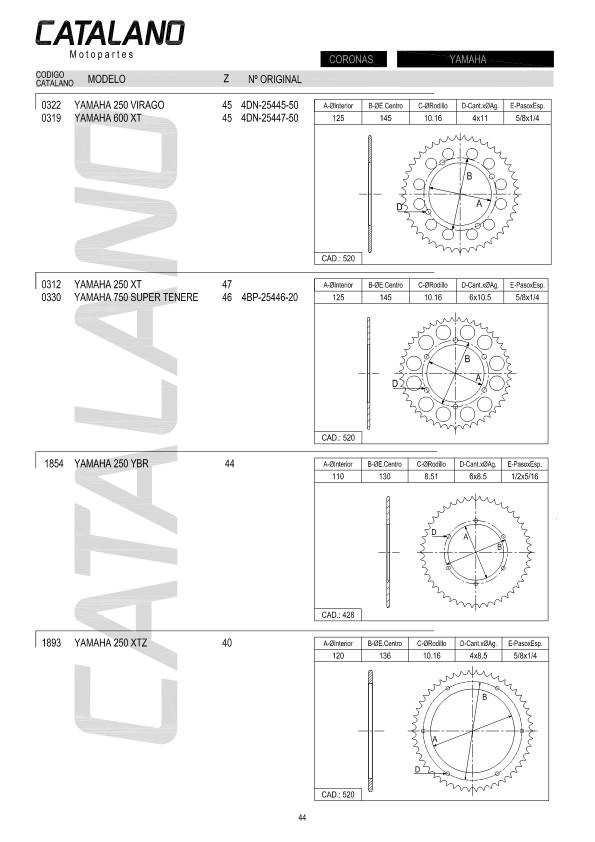 CATALANO
Motopartes
CORONAS YAMAHA
CODIGO CATALANO MODELO Z Nº ORIGINAL
0322 YAMAHA 250 VIRAGO 45 4DN-25445-50
0319 YAMAHA 600 XT 45 4DN-25447-50
A-ØInterior B-ØE.Centro C-ØRodillo D-Cant.xØAg. E-PasoxEsp.
125 145 10.16 4x11 5/8x1/4
B
A
D
CAD.: 520
0312 YAMAHA 250 XT 47
0330 YAMAHA 750 SUPER TENERE 46 4BP-25446-20
A-ØInterior B-ØE.Centro C-ØRodillo D-Cant.xØAg. E-PasoxEsp.
125 145 10.16 6x10.5 5/8x1/4
B
A
D
CAD.: 520
1854 YAMAHA 250 YBR 44
A-ØInterior B-ØE.Centro C-ØRodillo D-Cant.xØAg. E-PasoxEsp.
110 130 8.51 6x8.5 1/2x5/16
D
A
B
CAD.: 428
1893 YAMAHA 250 XTZ 40
A-ØInterior B-ØE.Centro C-ØRodillo D-Cant.xØAg. E-PasoxEsp.
120 136 10.16 4x8.5 5/8x1/4
B
A
D
CAD.: 520
CATALANO
44